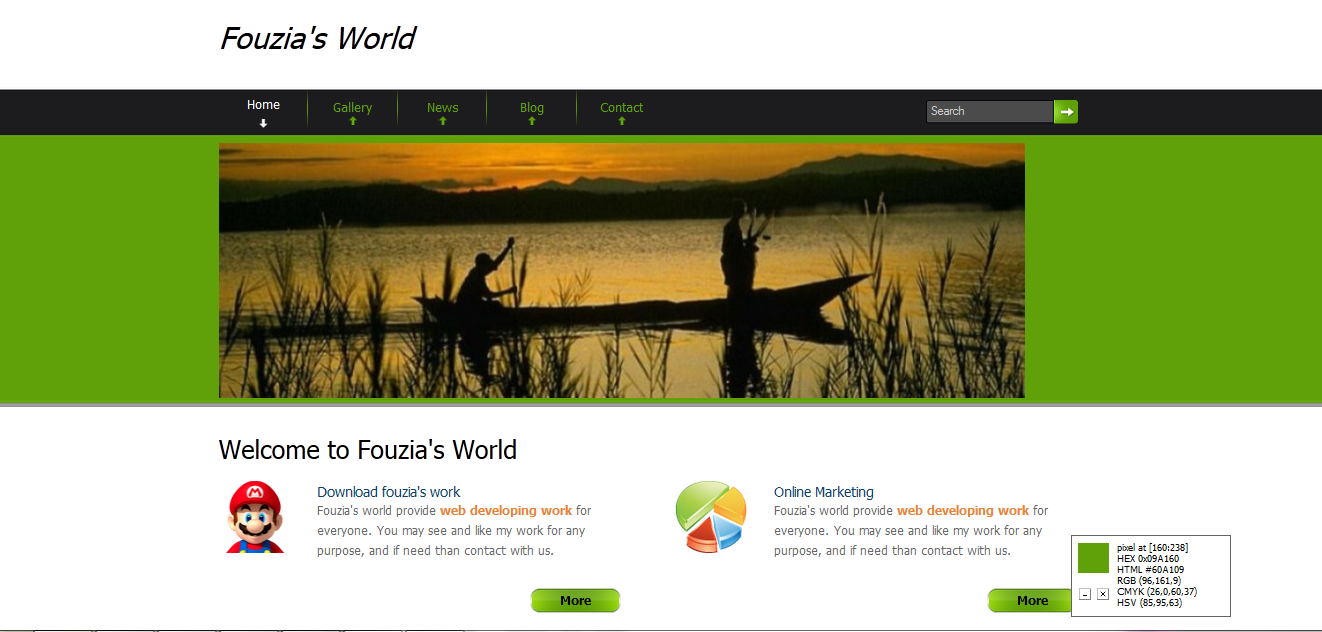 Fouzia's World
Home Gallery News Blog Contact Search
Welcome to Fouzia's World
Download fouzia's work
Fouzia's world provide web developing work for
everyone. You may see and like my work for any
purpose, and if need than contact with us.
More
Online Marketing
Fouzia's world provide web developing work for
everyone. You may see and like my work for any
purpose, and if need than contact with us.
More
pixel at [160:238]
HEX 0x09A160
HTML #60A109
RGB (96,161,9)
CMYK (26,0,60,37)
HSV (85,95,63)
M